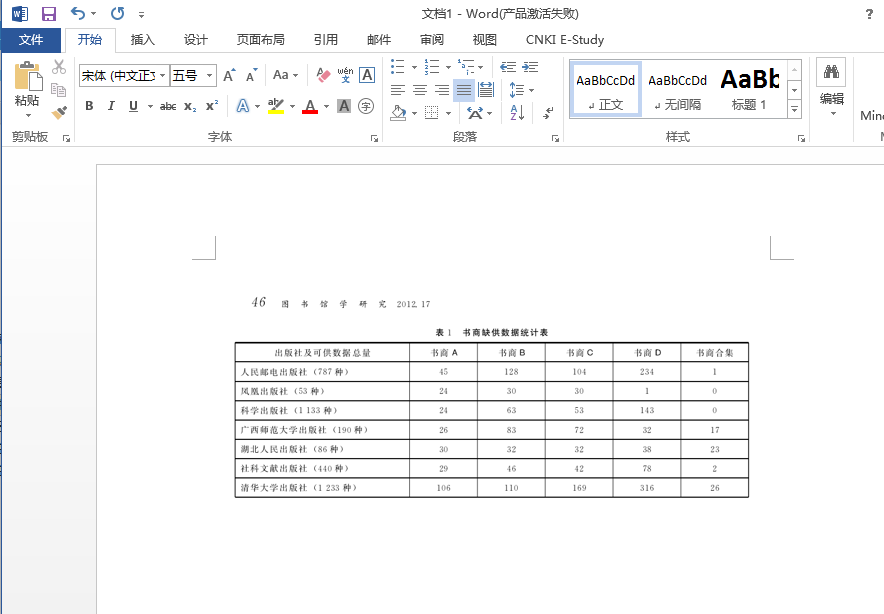 文档1 - Word(产品激活失败)
?
文件 开始 插入 设计 页面布局 引用 邮件 审阅 视图 CNKI E-Study
粘贴
宋体 (中文正文 五号 A A Aa wén 文 A
B I U abc X₂ X² A ab A A 字
AaBbCcDd AaBbCcDd AaBb
↲ 正文 ↲ 无间隔 标题 1
编辑
剪贴板 字体 段落 样式
46 图 书 馆 学 研 究 2012.17
表 1 书商缺供数据统计表
出版社及可供数据总量 书商 A 书商 B 书商 C 书商 D 书商合集
人民邮电出版社（787 种） 45 128 104 234 1
凤凰出版社（53 种） 24 30 30 1 0
科学出版社（1 133 种） 24 63 53 143 0
广西师范大学出版社（190 种） 26 83 72 32 17
湖北人民出版社（86 种） 30 32 32 38 23
社科文献出版社（440 种） 29 46 42 78 2
清华大学出版社（1 233 种） 106 110 169 316 26